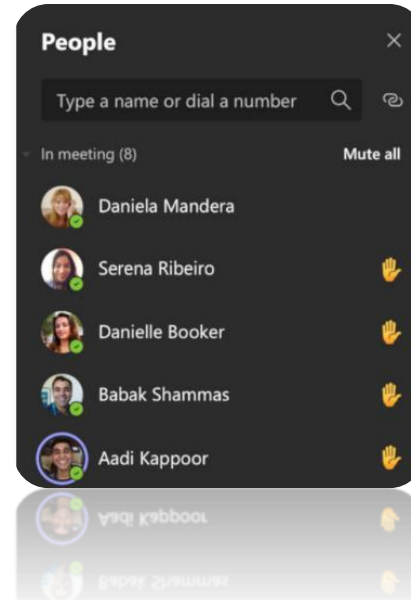 People
Type a name or dial a number
In meeting (8) Mute all
Daniela Mandera
Serena Ribeiro
Danielle Booker
Babak Shammas
Aadi Kappoor